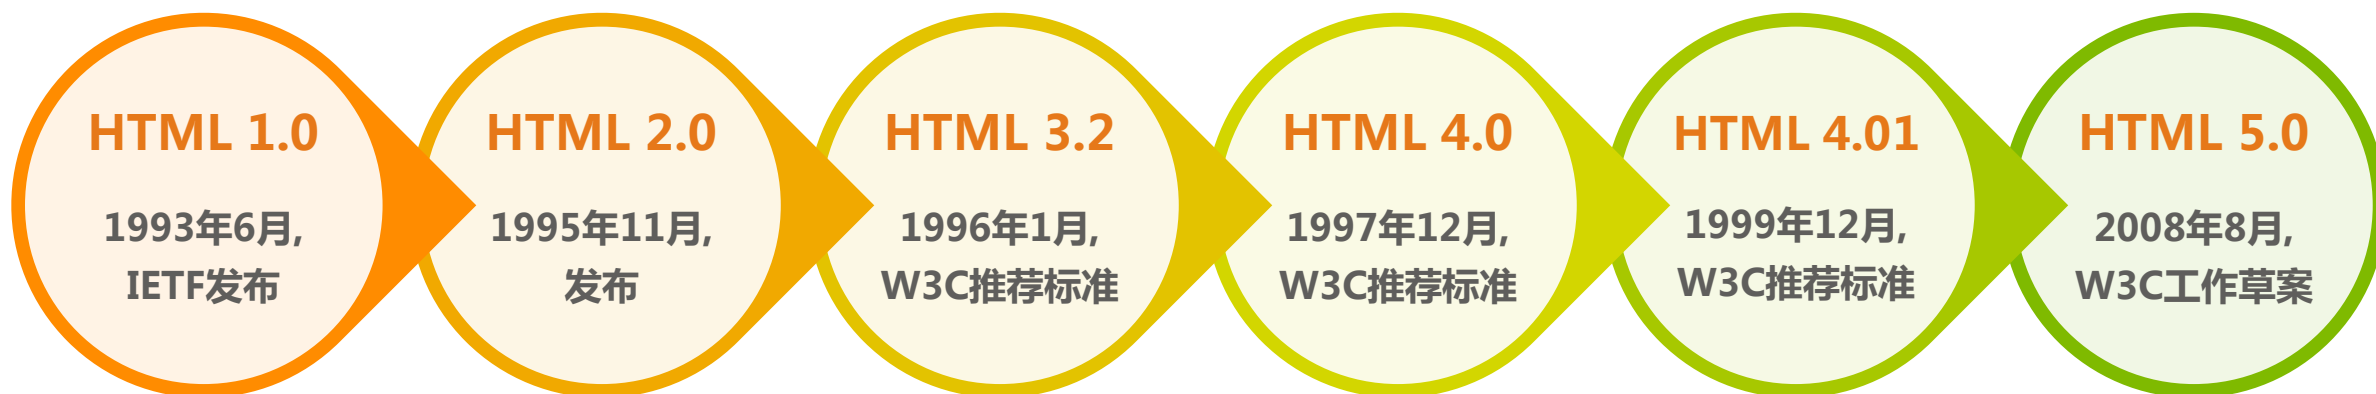 HTML 1.0
1993年6月,
IETF发布
HTML 2.0
1995年11月,
发布
HTML 3.2
1996年1月,
W3C推荐标准
HTML 4.0
1997年12月,
W3C推荐标准
HTML 4.01
1999年12月,
W3C推荐标准
HTML 5.0
2008年8月,
W3C工作草案